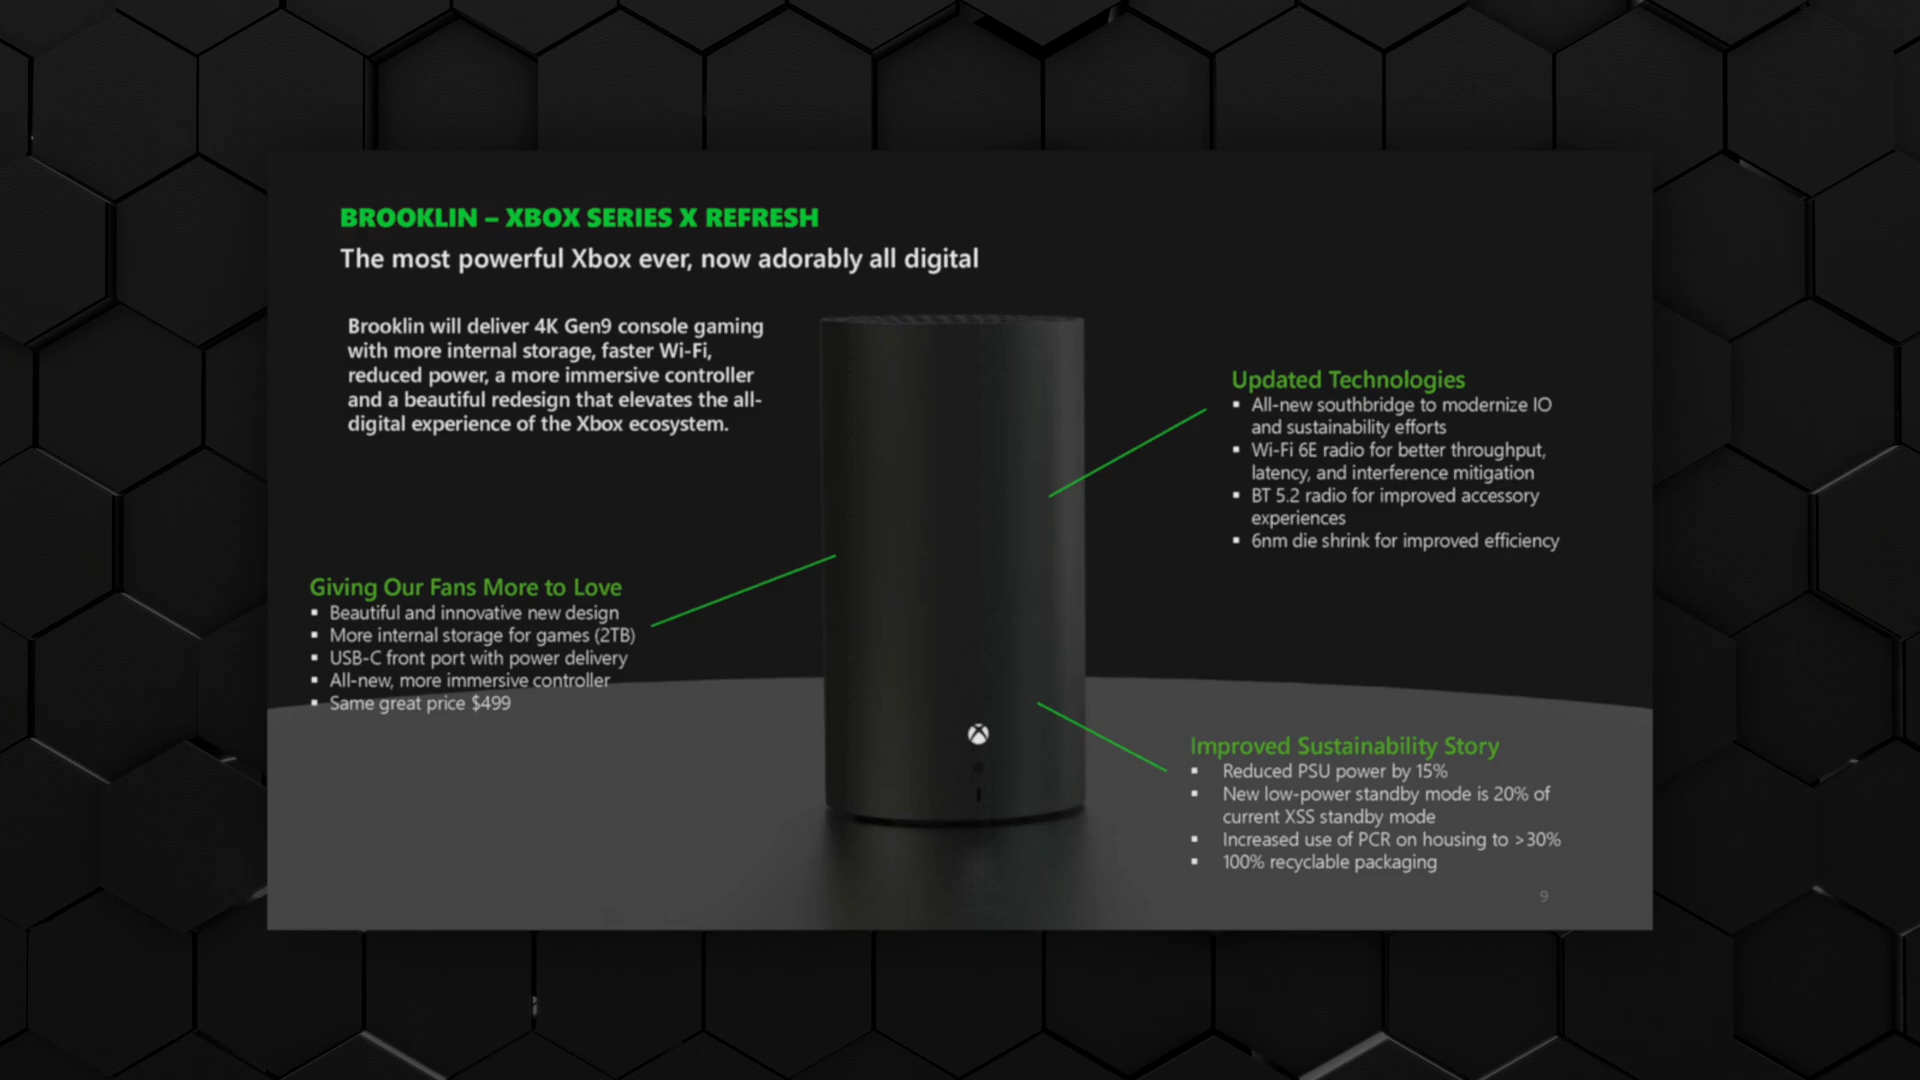 BROOKLIN – XBOX SERIES X REFRESH
The most powerful Xbox ever, now adorably all digital
Brooklin will deliver 4K Gen9 console gaming
with more internal storage, faster Wi-Fi,
reduced power, a more immersive controller
and a beautiful redesign that elevates the all-
digital experience of the Xbox ecosystem.
Giving Our Fans More to Love
▪ Beautiful and innovative new design
▪ More internal storage for games (2TB)
▪ USB-C front port with power delivery
▪ All-new, more immersive controller
▪ Same great price $499
Updated Technologies
▪ All-new southbridge to modernize IO
and sustainability efforts
▪ Wi-Fi 6E radio for better throughput,
latency, and interference mitigation
▪ BT 5.2 radio for improved accessory
experiences
▪ 6nm die shrink for improved efficiency
Improved Sustainability Story
▪ Reduced PSU power by 15%
▪ New low-power standby mode is 20% of
current XSS standby mode
▪ Increased use of PCR on housing to >30%
▪ 100% recyclable packaging
9